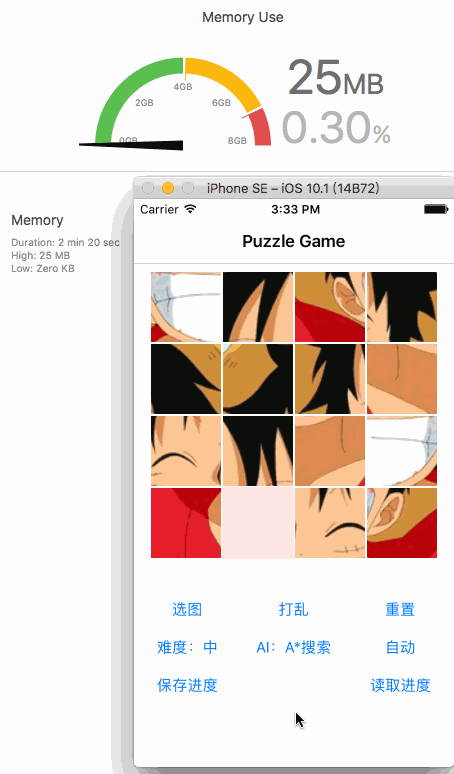 Memory Use
4GB
2GB
6GB
0GB
8GB
25MB
0.30%
iPhone SE – iOS 10.1 (14B72)
Carrier
3:33 PM
Memory
Duration: 2 min 20 sec
High: 25 MB
Low: Zero KB
Puzzle Game
选图 打乱 重置
难度：中 AI：A*搜索 自动
保存进度 读取进度